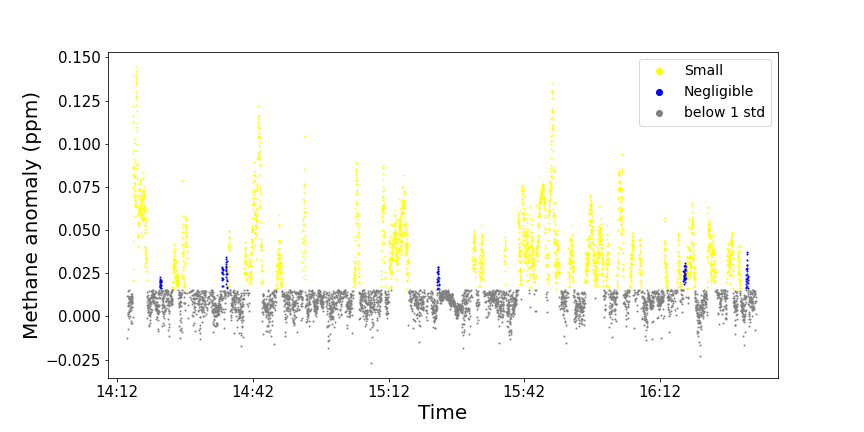 0.150
0.125
0.100
0.075
0.050
0.025
0.000
−0.025
Methane anomaly (ppm)
Small
Negligible
below 1 std
14:12 14:42 15:12 15:42 16:12
Time